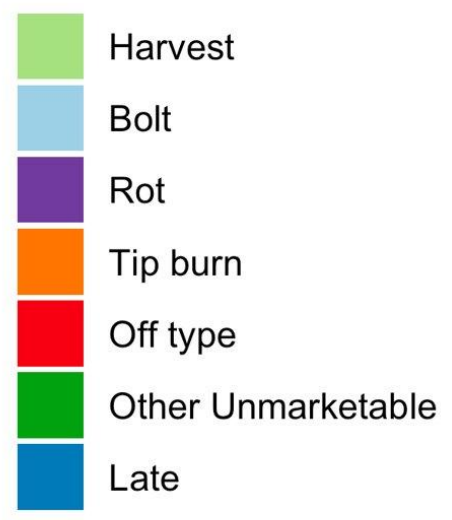 Harvest
Bolt
Rot
Tip burn
Off type
Other Unmarketable
Late